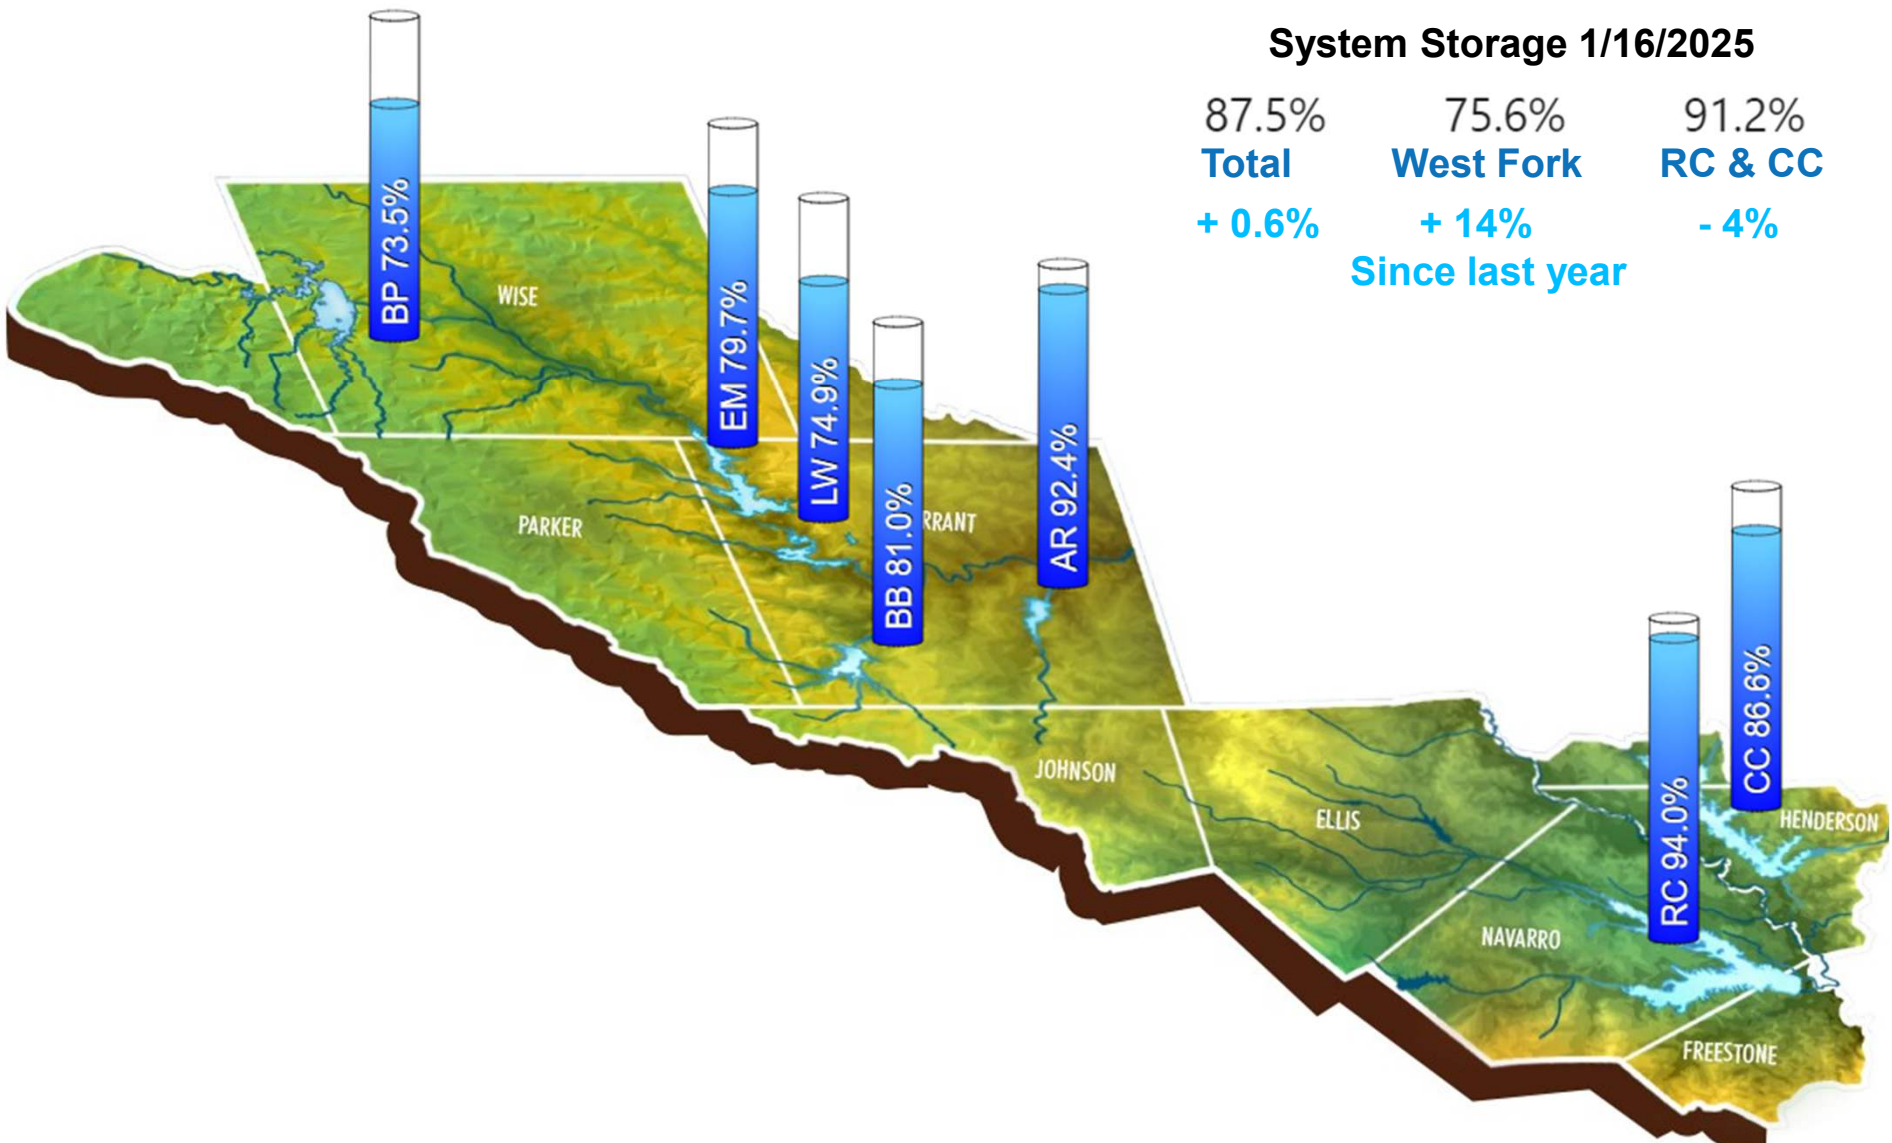 System Storage 1/16/2025
87.5% 75.6% 91.2%
Total West Fork RC & CC
+ 0.6% + 14% - 4%
Since last year
BP 73.5%
WISE
EM 79.7%
LW 74.9%
BB 81.0%
RRANT
AR 92.4%
PARKER
JOHNSON
ELLIS
CC 86.6%
HENDERSON
RC 94.0%
NAVARRO
FREESTONE